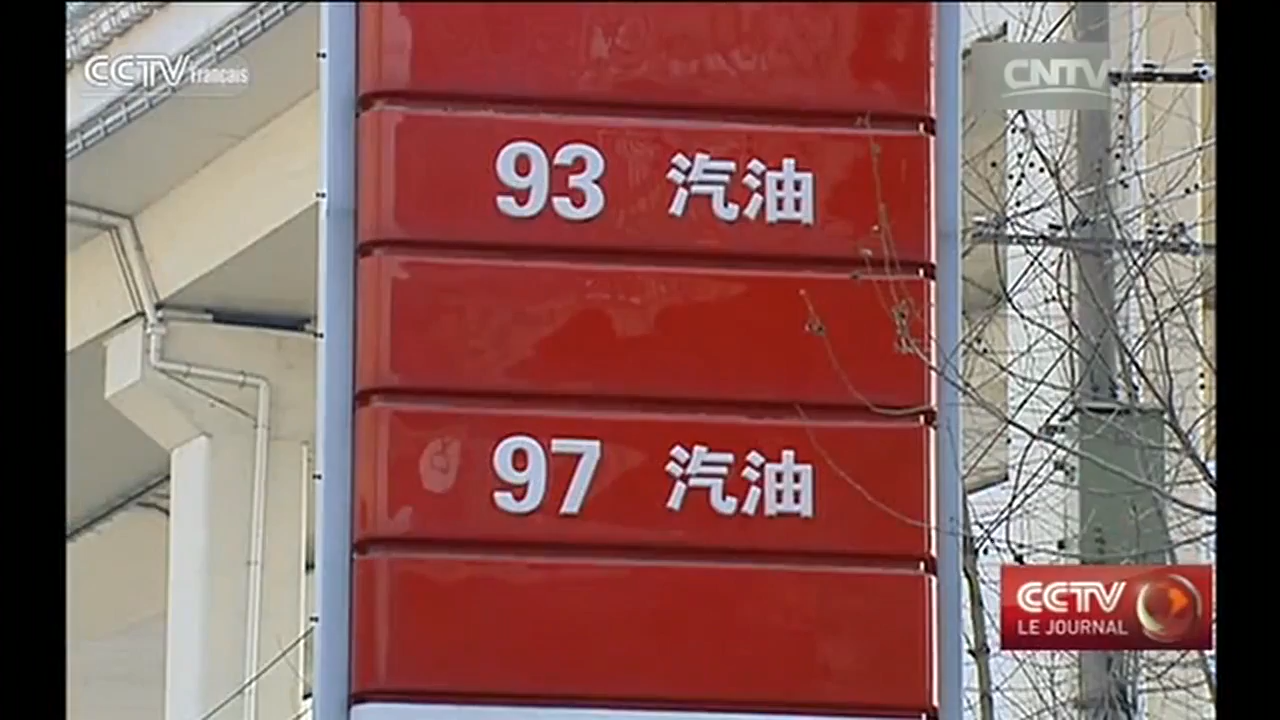 CCTV Français
CNTV
93 汽油
97 汽油
CCTV
LE JOURNAL